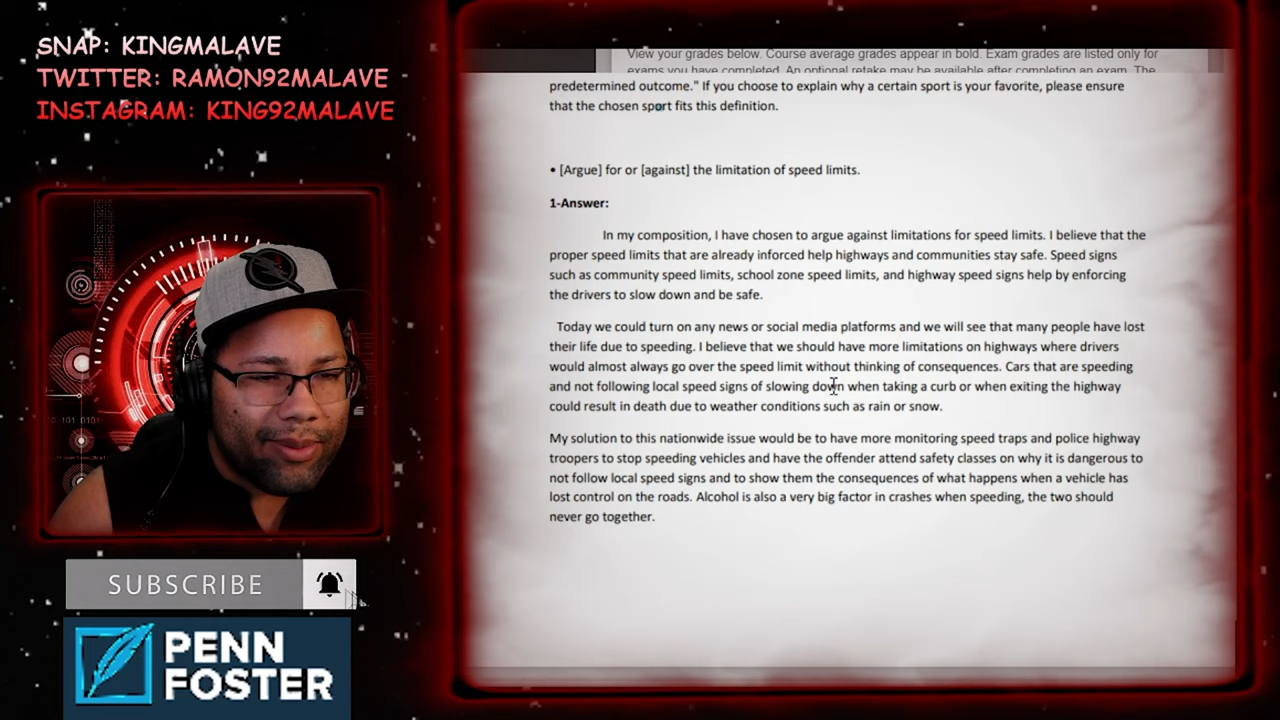 SNAP: KINGMALAVE
TWITTER: RAMON92MALAVE
INSTAGRAM: KING92MALAVE
View your grades below. Course average grades appear in bold. Exam grades are listed only for
exams you have completed. An optional retake may be available after completing an exam. The
predetermined outcome." If you choose to explain why a certain sport is your favorite, please ensure
that the chosen sport fits this definition.
• [Argue] for or [against] the limitation of speed limits.
1-Answer:
In my composition, I have chosen to argue against limitations for speed limits. I believe that the
proper speed limits that are already inforced help highways and communities stay safe. Speed signs
such as community speed limits, school zone speed limits, and highway speed signs help by enforcing
the drivers to slow down and be safe.
Today we could turn on any news or social media platforms and we will see that many people have lost
their life due to speeding. I believe that we should have more limitations on highways where drivers
would almost always go over the speed limit without thinking of consequences. Cars that are speeding
and not following local speed signs of slowing down when taking a curb or when exiting the highway
could result in death due to weather conditions such as rain or snow.
My solution to this nationwide issue would be to have more monitoring speed traps and police highway
troopers to stop speeding vehicles and have the offender attend safety classes on why it is dangerous to
not follow local speed signs and to show them the consequences of what happens when a vehicle has
lost control on the roads. Alcohol is also a very big factor in crashes when speeding, the two should
never go together.
SUBSCRIBE
PENN
FOSTER